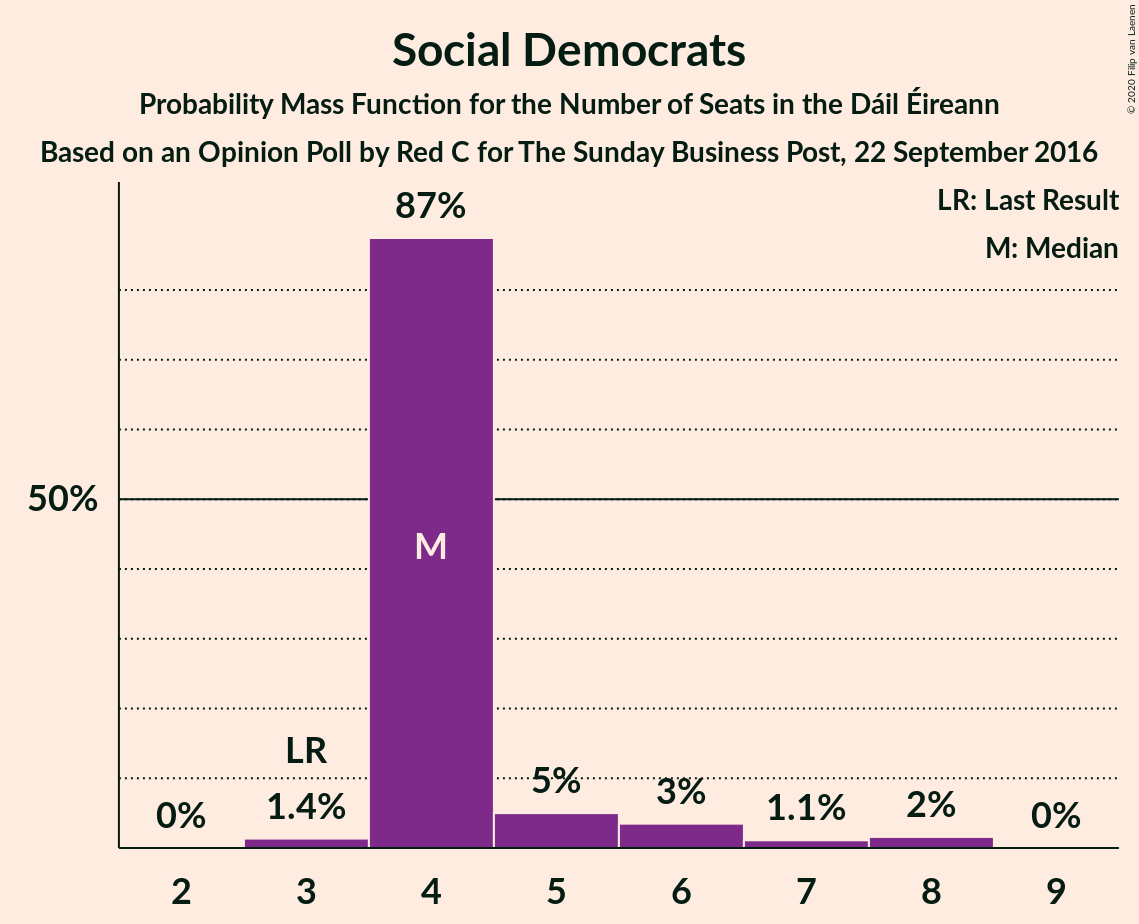 Social Democrats
Probability Mass Function for the Number of Seats in the Dáil Éireann
Based on an Opinion Poll by Red C for The Sunday Business Post, 22 September 2016
© 2020 Filip van Laenen
LR: Last Result
M: Median
87%
50%
M
LR
0%
1.4%
5%
3%
1.1%
2%
0%
2
3
4
5
6
7
8
9